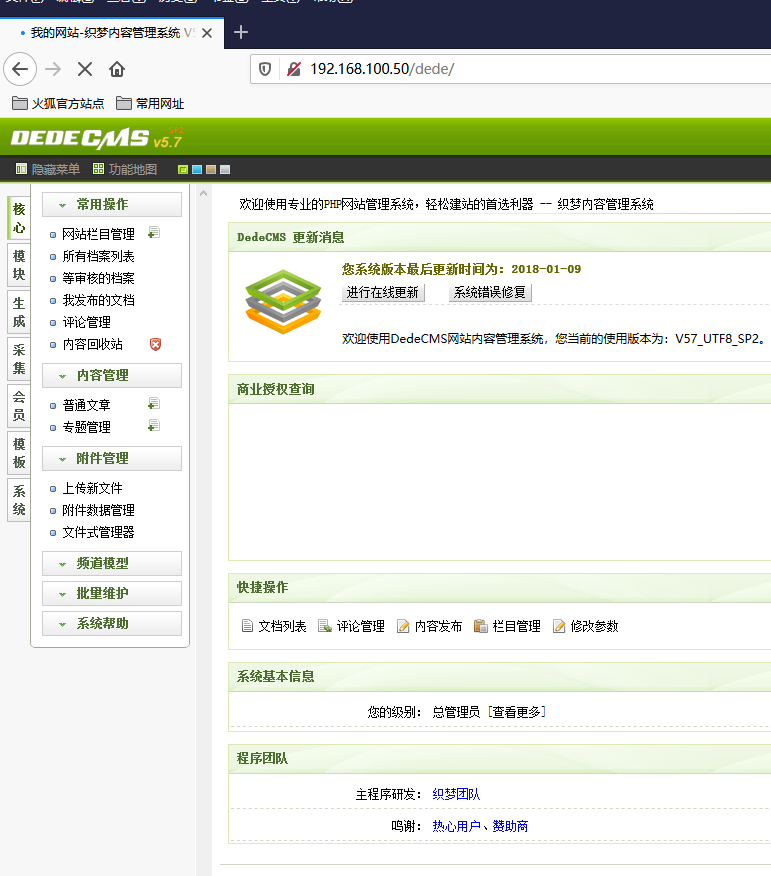 我的网站-织梦内容管理系统 V5
192.168.100.50/dede/
火狐官方站点 常用网址
DEDECMS v5.7 SP2
隐藏菜单 功能地图
核心
模块
生成
采集
会员
模板
系统
常用操作
网站栏目管理
所有档案列表
等审核的档案
我发布的文档
评论管理
内容回收站
内容管理
普通文章
专题管理
附件管理
上传新文件
附件数据管理
文件式管理器
频道模型
批量维护
系统帮助
欢迎使用专业的PHP网站管理系统，轻松建站的首选利器 -- 织梦内容管理系统
DedeCMS 更新消息
您系统版本最后更新时间为：2018-01-09
进行在线更新 系统错误修复
欢迎使用DedeCMS网站内容管理系统，您当前的使用版本为：V57_UTF8_SP2。
商业授权查询
快捷操作
文档列表 评论管理 内容发布 栏目管理 修改参数
系统基本信息
您的级别： 总管理员 [查看更多]
程序团队
主程序研发： 织梦团队
鸣谢： 热心用户、赞助商